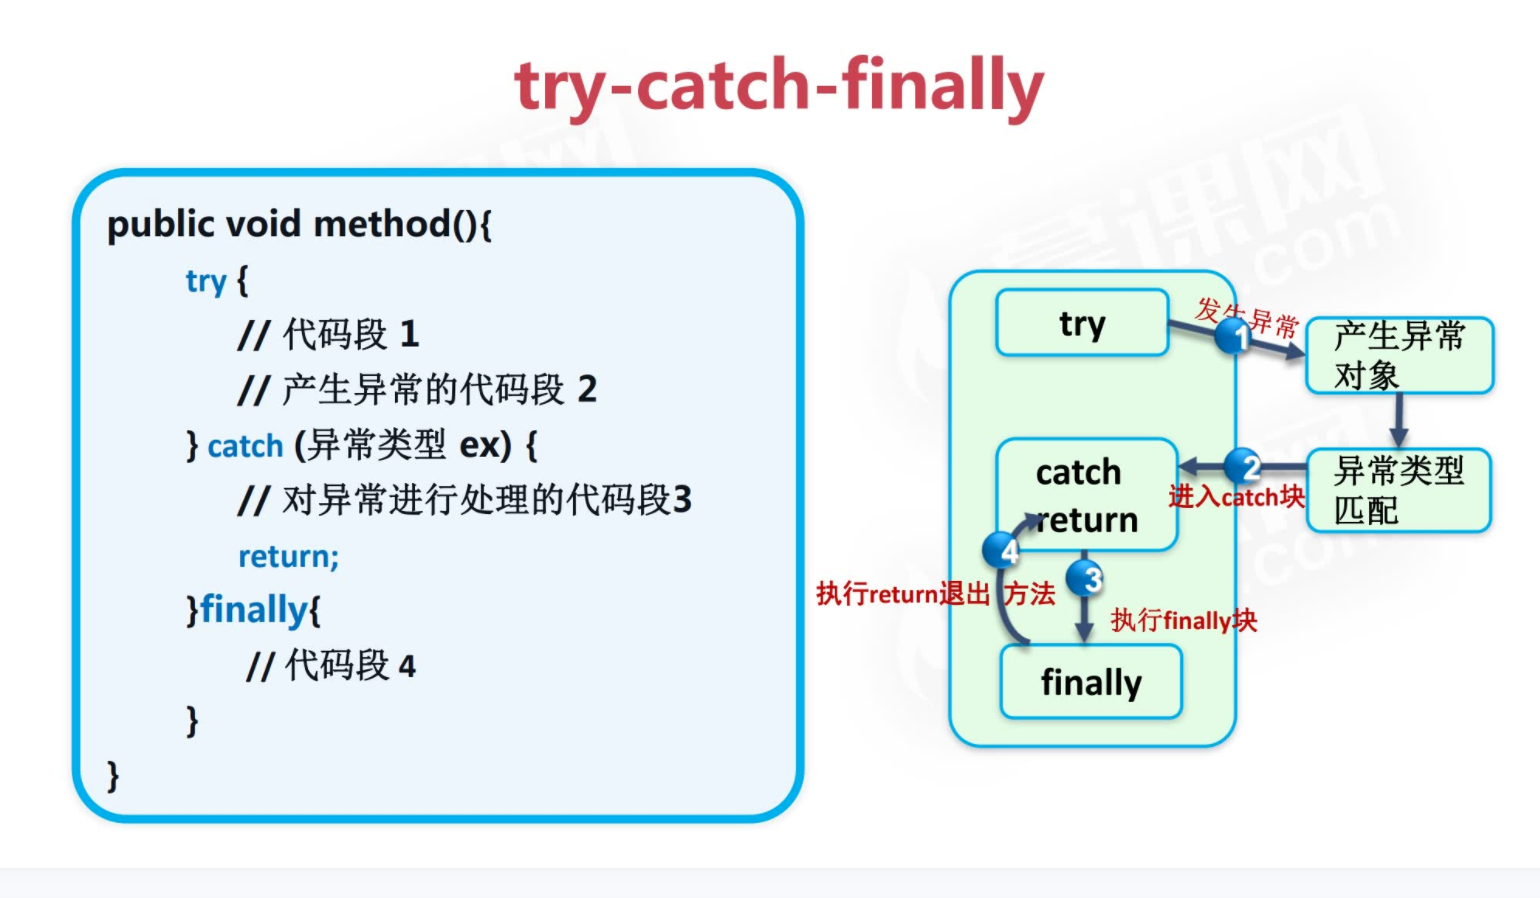 try-catch-finally
public void method(){
try {
// 代码段 1
// 产生异常的代码段 2
} catch (异常类型 ex) {
// 对异常进行处理的代码段3
return;
}finally{
// 代码段 4
}
}
try
发生异常
1
产生异常
对象
异常类型
匹配
2
进入catch块
catch
return
4
3
执行return退出 方法
执行finally块
finally
慕课网
.com